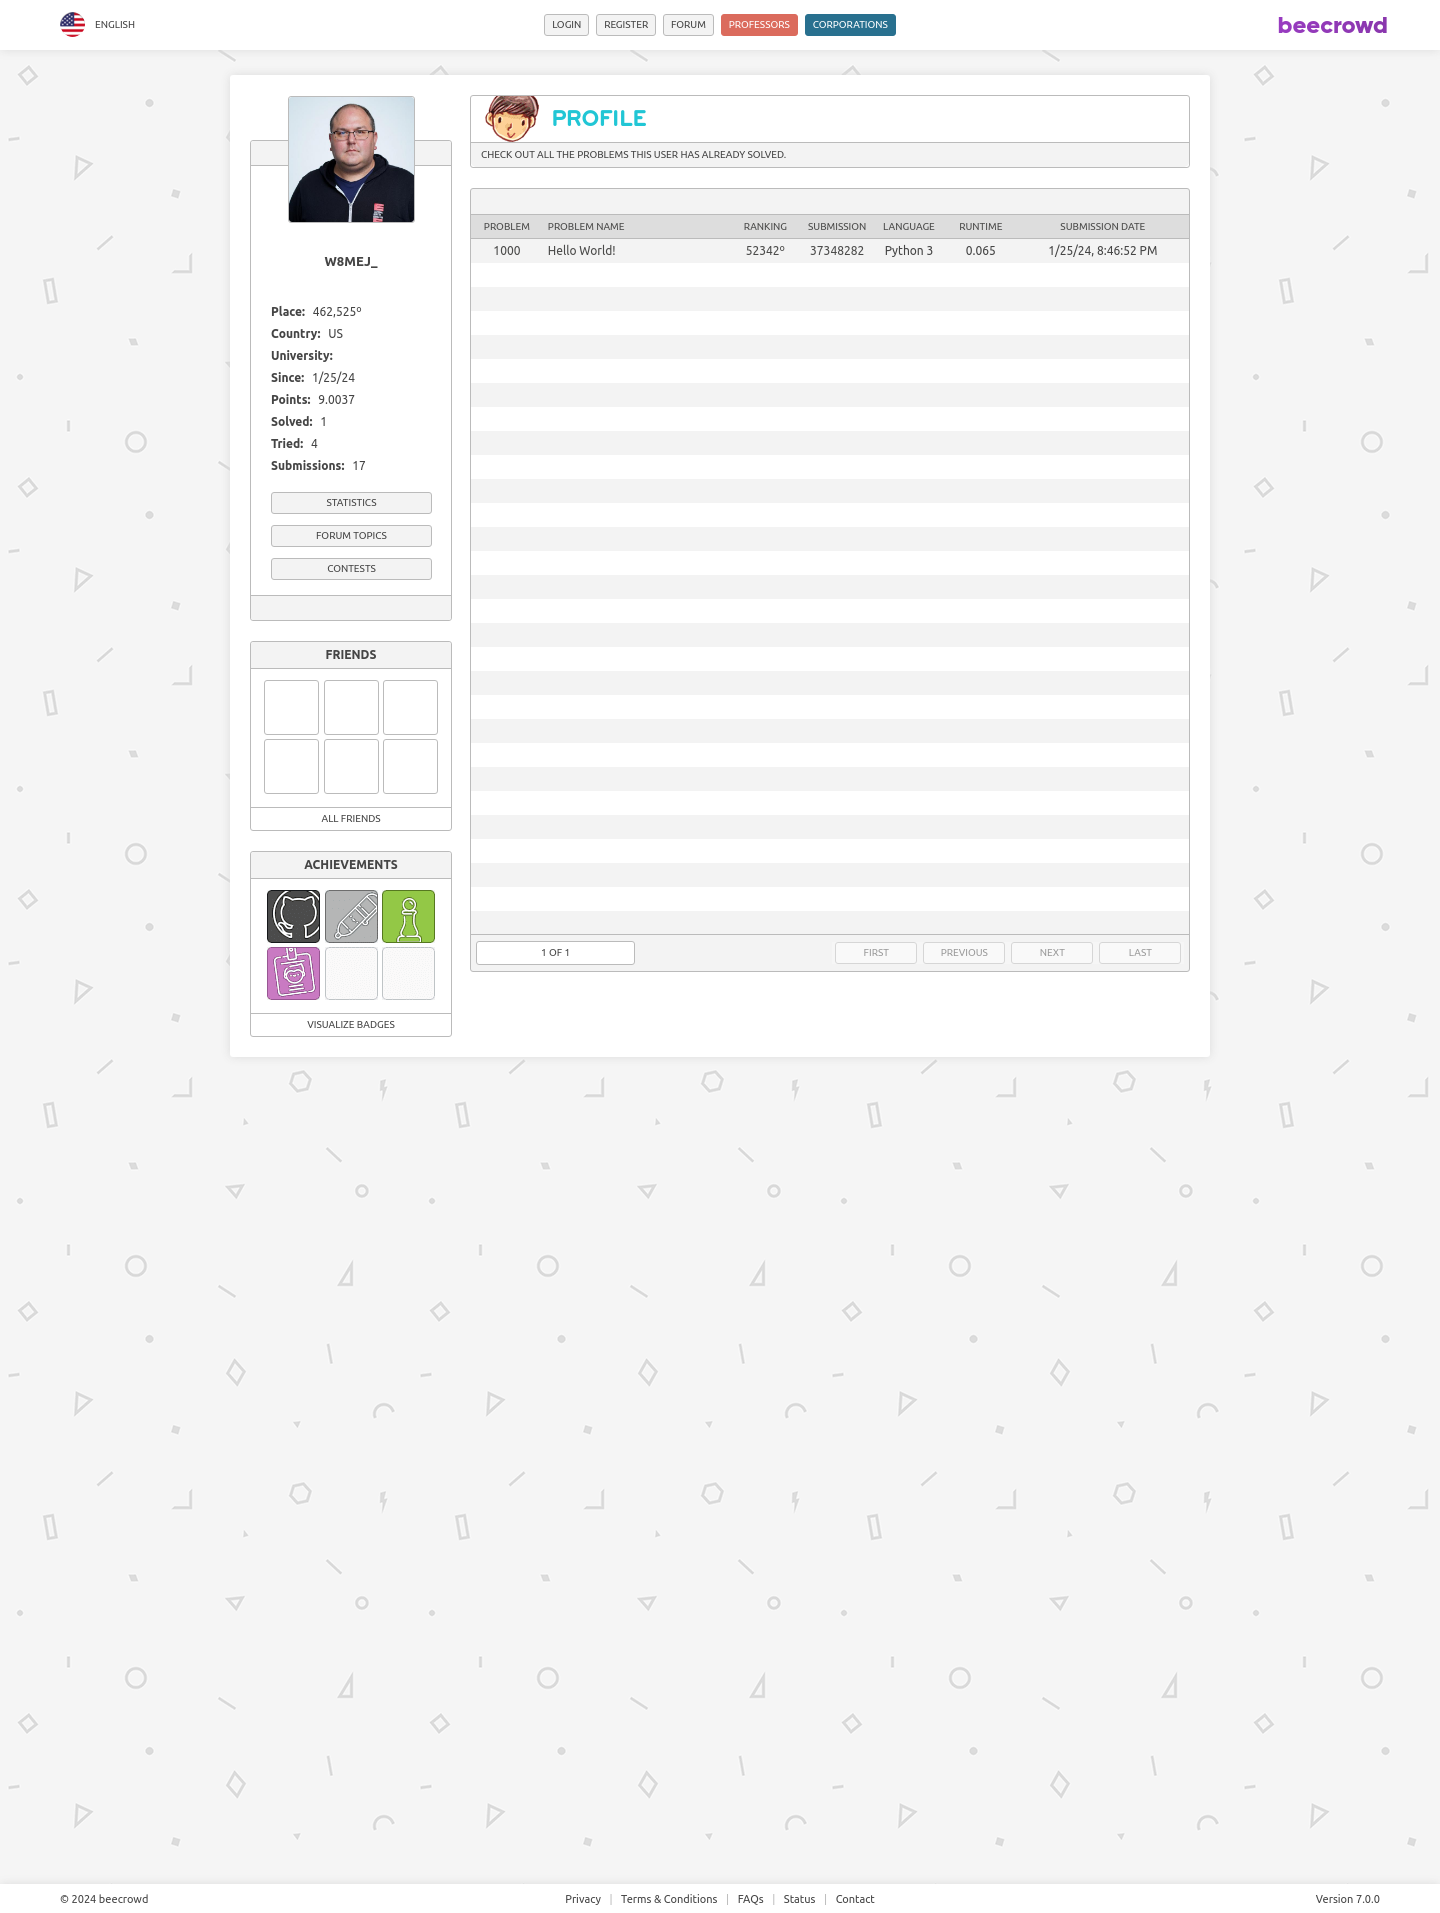 ENGLISH
LOGIN
REGISTER
FORUM
PROFESSORS
CORPORATIONS
beecrowd
W8MEJ_
Place: 462,525º
Country: US
University:
Since: 1/25/24
Points: 9.0037
Solved: 1
Tried: 4
Submissions: 17
STATISTICS
FORUM TOPICS
CONTESTS
FRIENDS
ALL FRIENDS
ACHIEVEMENTS
VISUALIZE BADGES
PROFILE
CHECK OUT ALL THE PROBLEMS THIS USER HAS ALREADY SOLVED.
PROBLEM PROBLEM NAME RANKING SUBMISSION LANGUAGE RUNTIME SUBMISSION DATE
1000 Hello World! 52342º 37348282 Python 3 0.065 1/25/24, 8:46:52 PM
1 OF 1
FIRST
PREVIOUS
NEXT
LAST
© 2024 beecrowd
Privacy | Terms & Conditions | FAQs | Status | Contact
Version 7.0.0